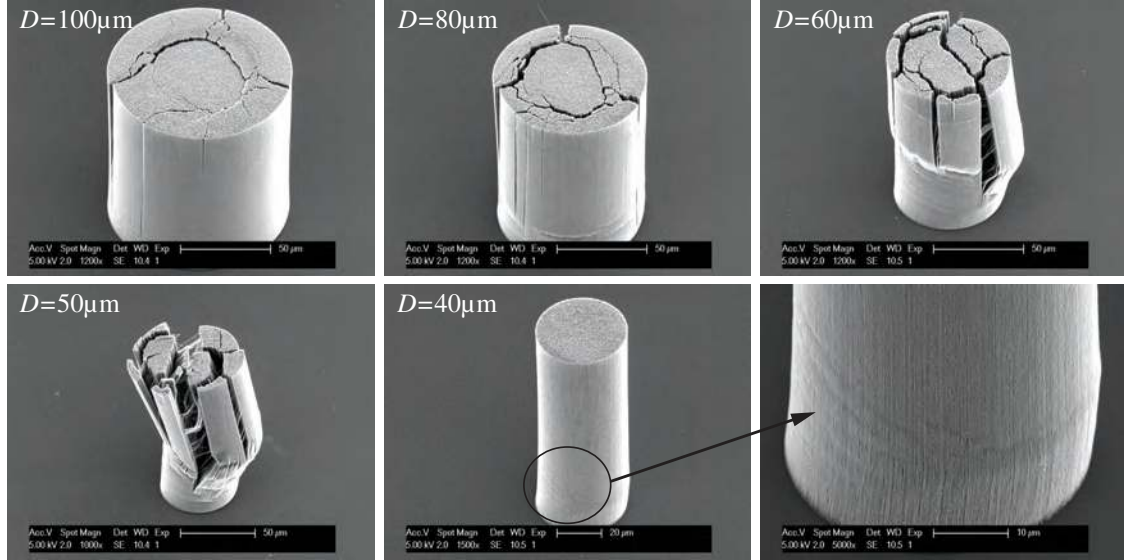 D=100µm
Acc.V Spot Magn Det WD Exp 50 µm
5.00 kV 2.0 1200x SE 10.4 1
D=80µm
Acc.V Spot Magn Det WD Exp 50 µm
5.00 kV 2.0 1200x SE 10.4 1
D=60µm
Acc.V Spot Magn Det WD Exp 50 µm
5.00 kV 2.0 1200x SE 10.5 1
D=50µm
Acc.V Spot Magn Det WD Exp 50 µm
5.00 kV 2.0 1000x SE 10.4 1
D=40µm
Acc.V Spot Magn Det WD Exp 20 µm
5.00 kV 2.0 1500x SE 10.5 1
Acc.V Spot Magn Det WD Exp 10 µm
5.00 kV 2.0 5000x SE 10.5 1